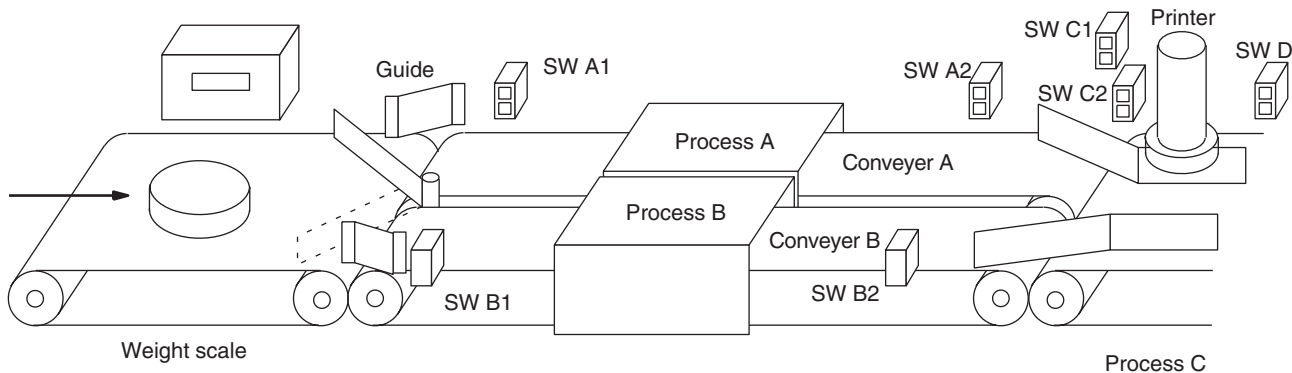 SW C1
Printer
Guide
SW A1
SW A2
SW C2
SW D
Process A
Conveyer A
Process B
Conveyer B
SW B1
SW B2
Weight scale
Process C